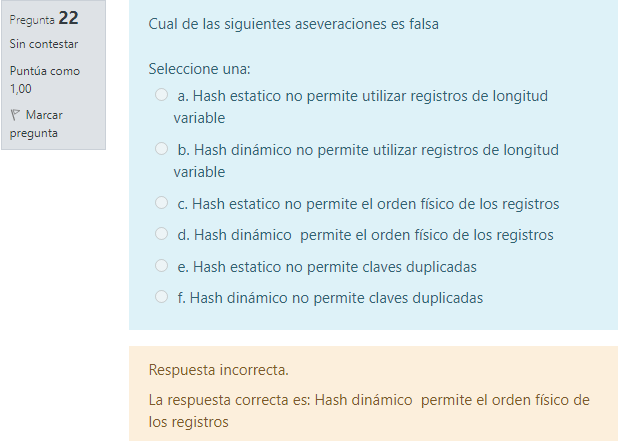 Pregunta 22
Sin contestar
Puntúa como
1,00
Marcar
pregunta
Cual de las siguientes aseveraciones es falsa
Seleccione una:
a. Hash estatico no permite utilizar registros de longitud
variable
b. Hash dinámico no permite utilizar registros de longitud
variable
c. Hash estatico no permite el orden físico de los registros
d. Hash dinámico  permite el orden físico de los registros
e. Hash estatico no permite claves duplicadas
f. Hash dinámico no permite claves duplicadas
Respuesta incorrecta.
La respuesta correcta es: Hash dinámico  permite el orden físico de
los registros